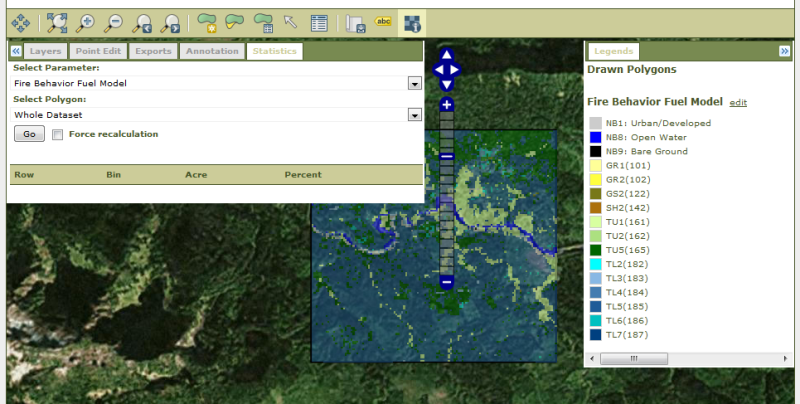 abc
Layers Point Edit Exports Annotation Statistics
Select Parameter:
Fire Behavior Fuel Model
Select Polygon:
Whole Dataset
Go Force recalculation
Row Bin Acre Percent
Legends
Drawn Polygons
Fire Behavior Fuel Model edit
NB1: Urban/Developed
NB8: Open Water
NB9: Bare Ground
GR1(101)
GR2(102)
GS2(122)
SH2(142)
TU1(161)
TU2(162)
TU5(165)
TL2(182)
TL3(183)
TL4(184)
TL5(185)
TL6(186)
TL7(187)